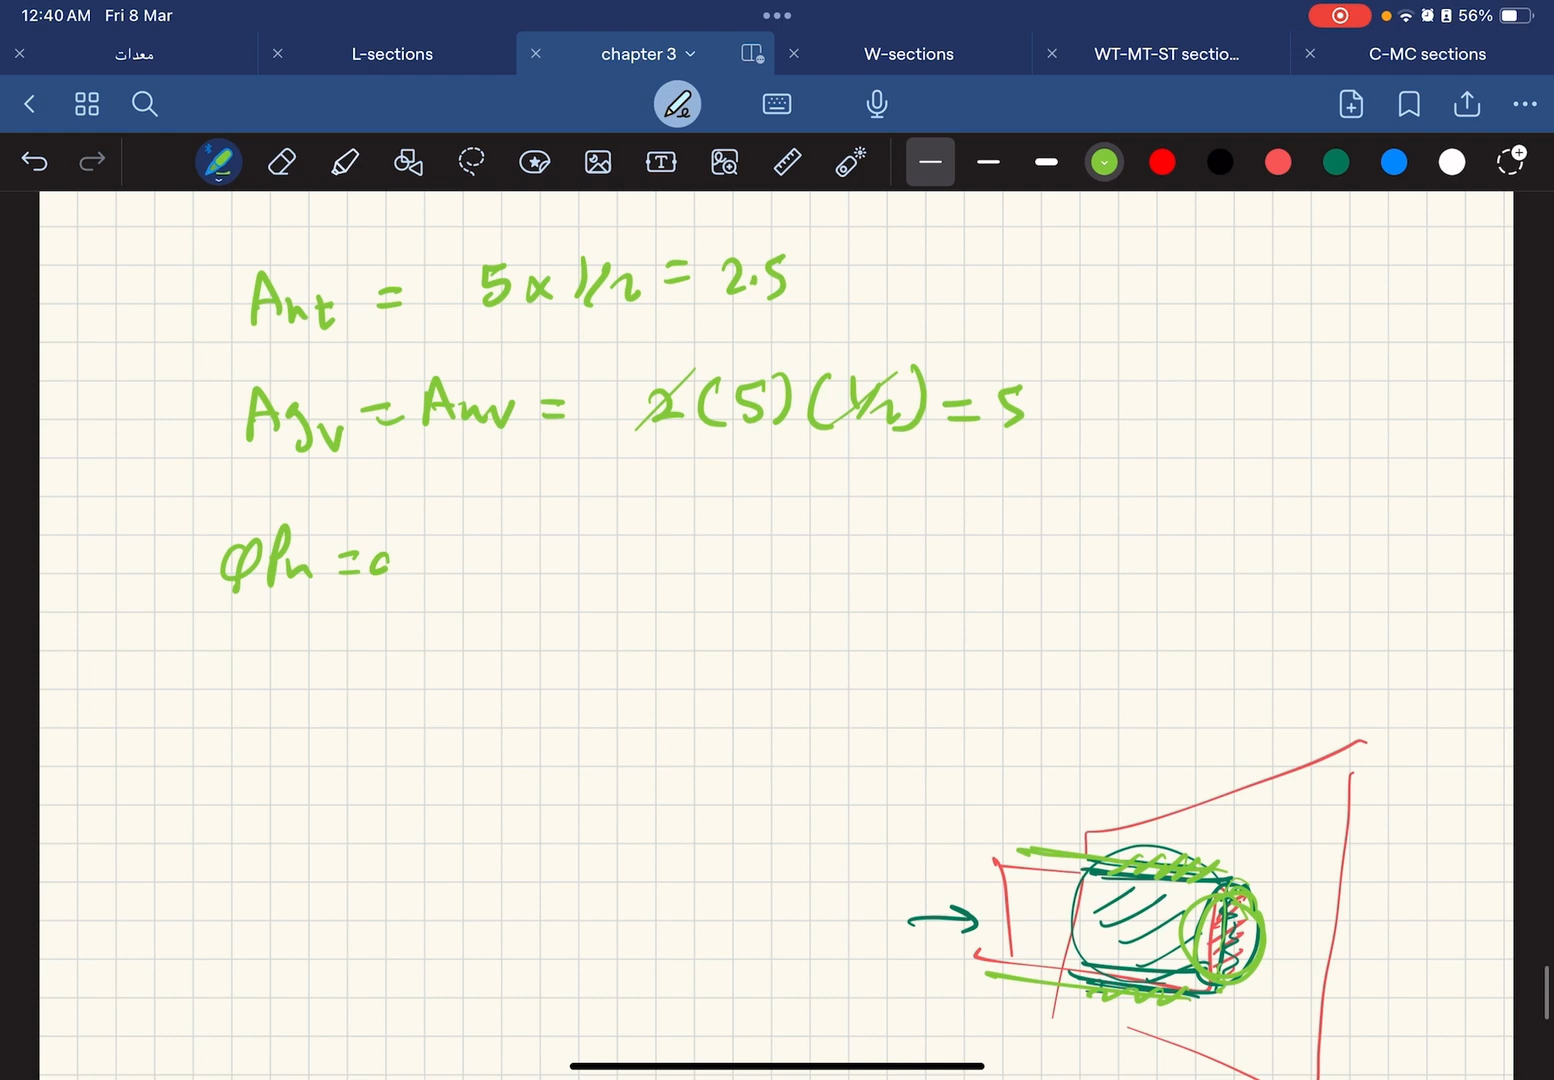 12:40 AM Fri 8 Mar 56%
معدات L-sections chapter 3 W-sections WT-MT-ST sectio... C-MC sections
Ant = 5 x 1/2 = 2.5
Agv = Anv = 2(5)(1/2) = 5
φPn = 0